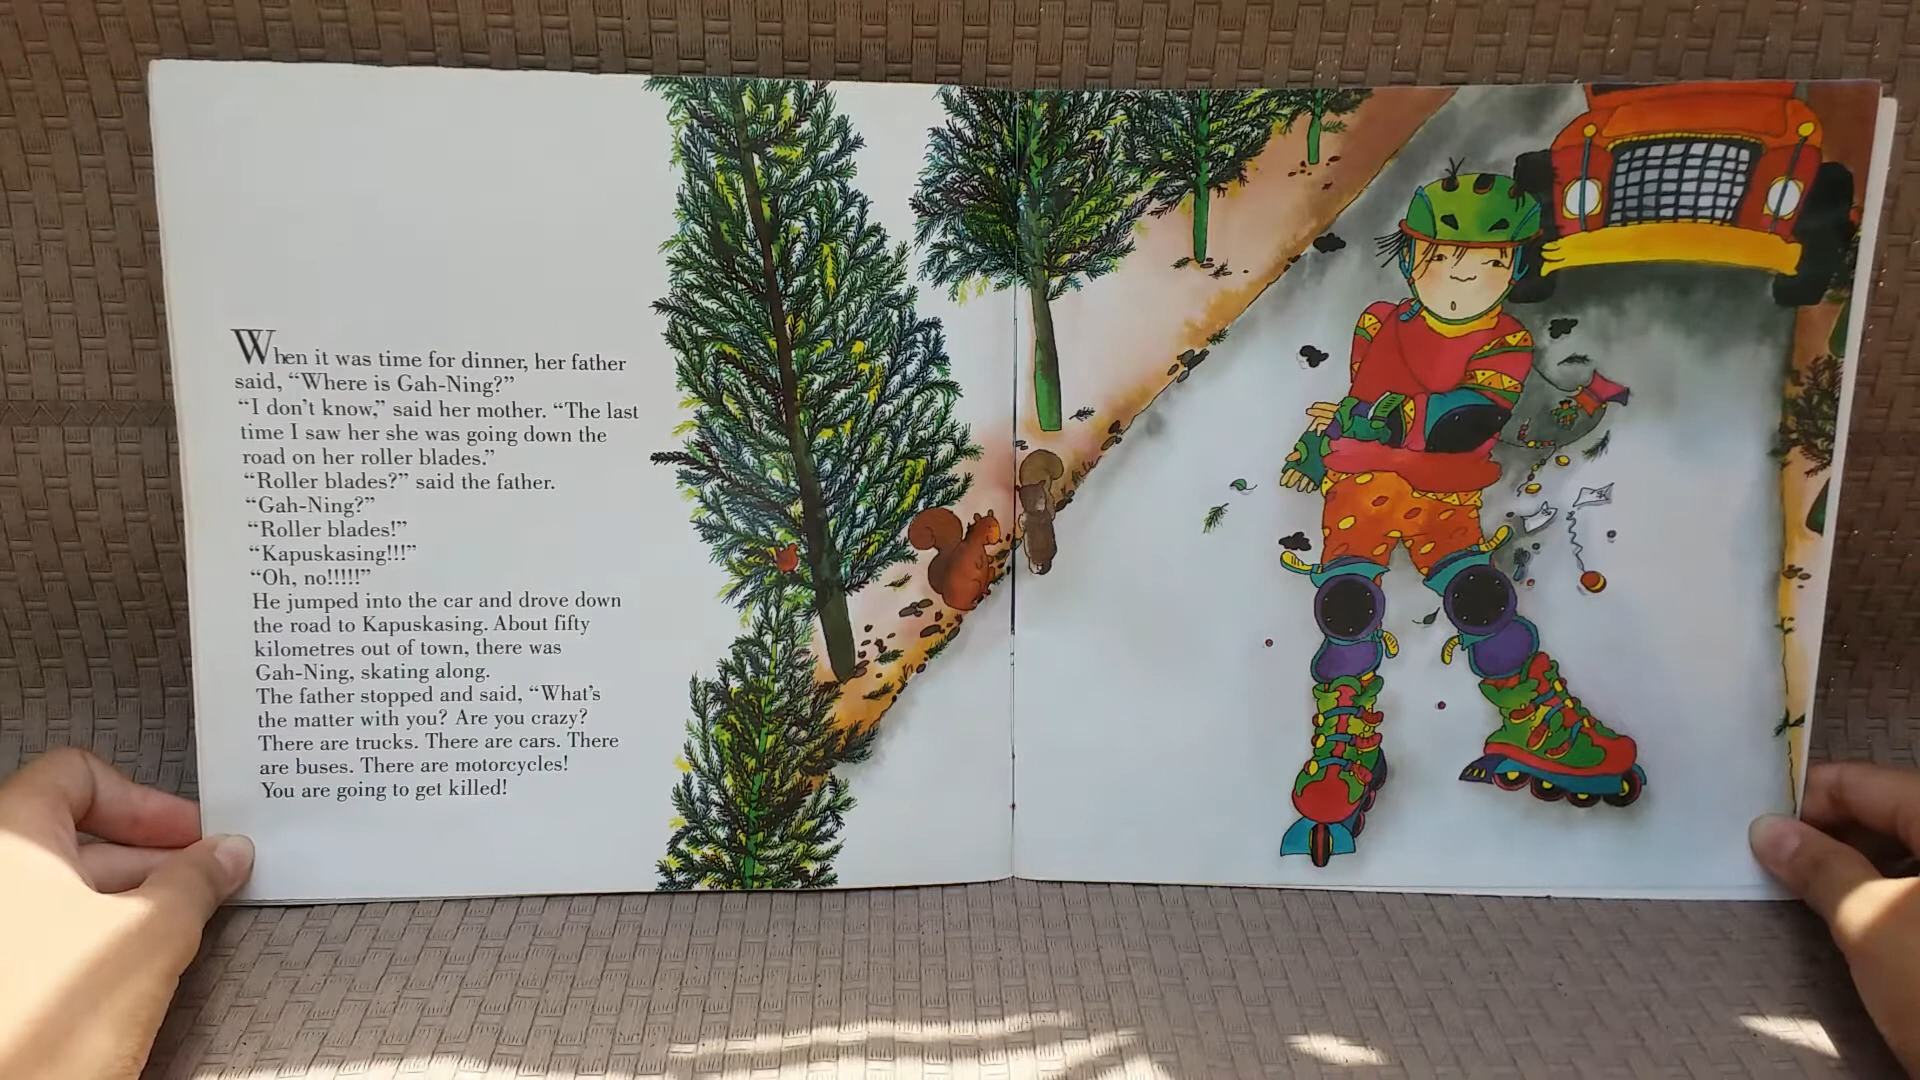 When it was time for dinner, her father
said, “Where is Gah-Ning?”
“I don't know,” said her mother. “The last
time I saw her she was going down the
road on her roller blades.”
“Roller blades?” said the father.
“Gah-Ning?”
“Roller blades!”
“Kapuskasing!!!”
“Oh, no!!!!!”
He jumped into the car and drove down
the road to Kapuskasing. About fifty
kilometres out of town, there was
Gah-Ning, skating along.
The father stopped and said, “What's
the matter with you? Are you crazy?
There are trucks. There are cars. There
are buses. There are motorcycles!
You are going to get killed!